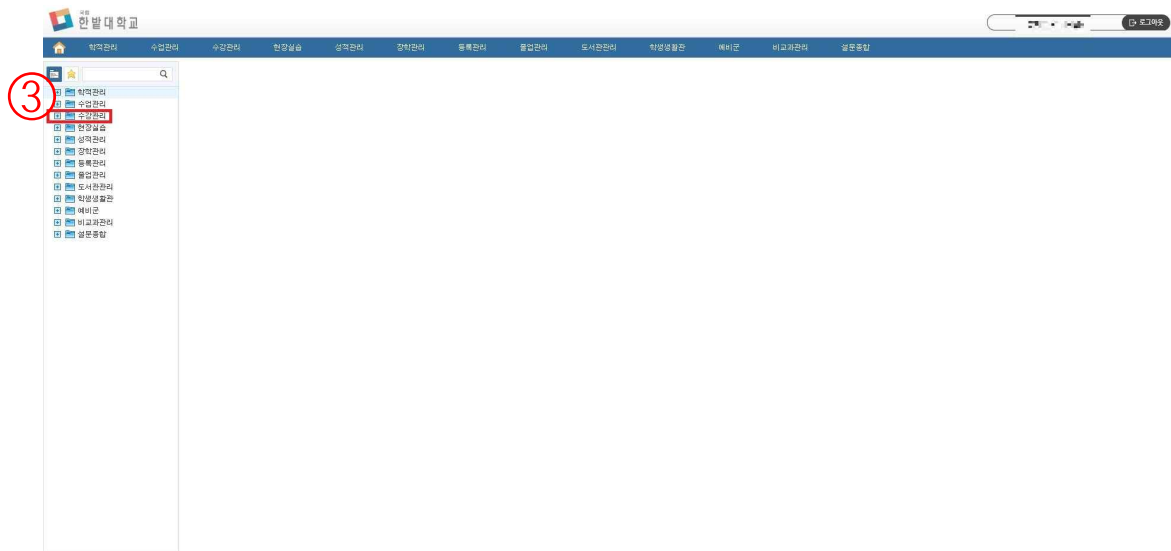 국립
한밭대학교
로그아웃
학적관리 수업관리 수강관리 현장실습 성적관리 장학관리 등록관리 졸업관리 도서관관리 학생생활관 예비군 비교과관리 설문종합
③
학적관리
수업관리
수강관리
현장실습
성적관리
장학관리
등록관리
졸업관리
도서관관리
학생생활관
예비군
비교과관리
설문종합